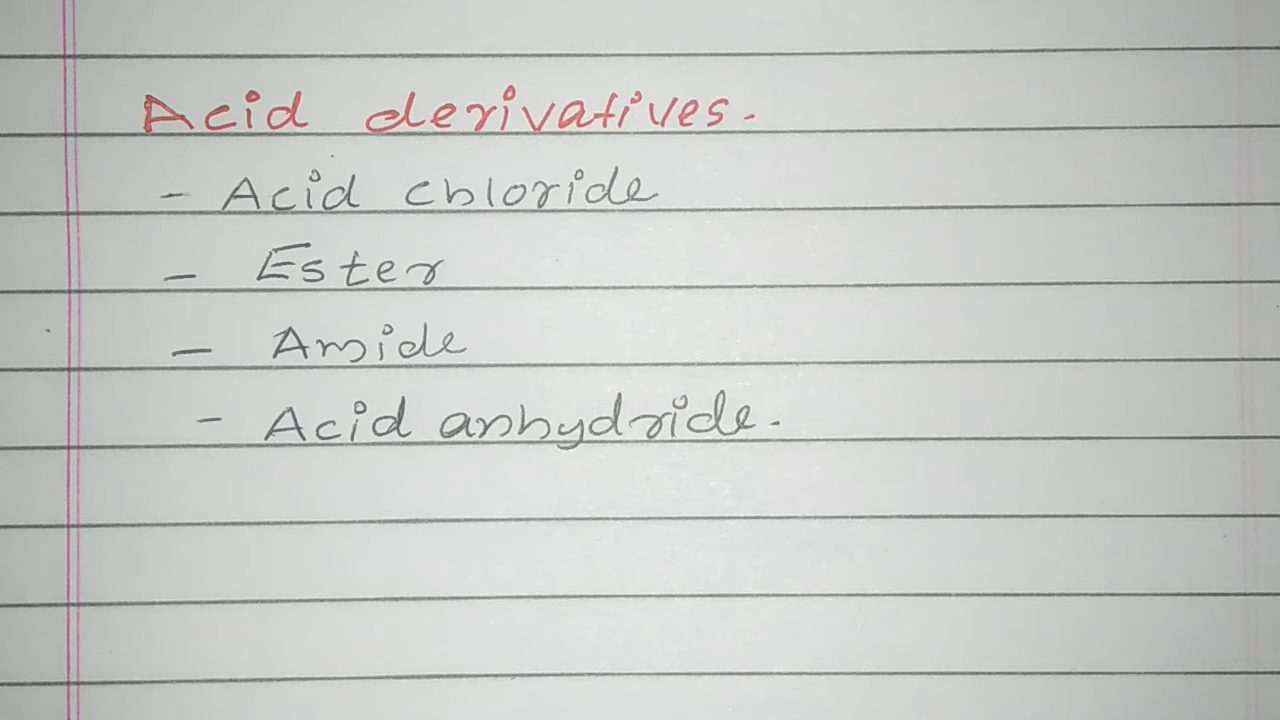 Acid derivatives.
- Acid chloride
- Ester
- Amide
- Acid anhydride.